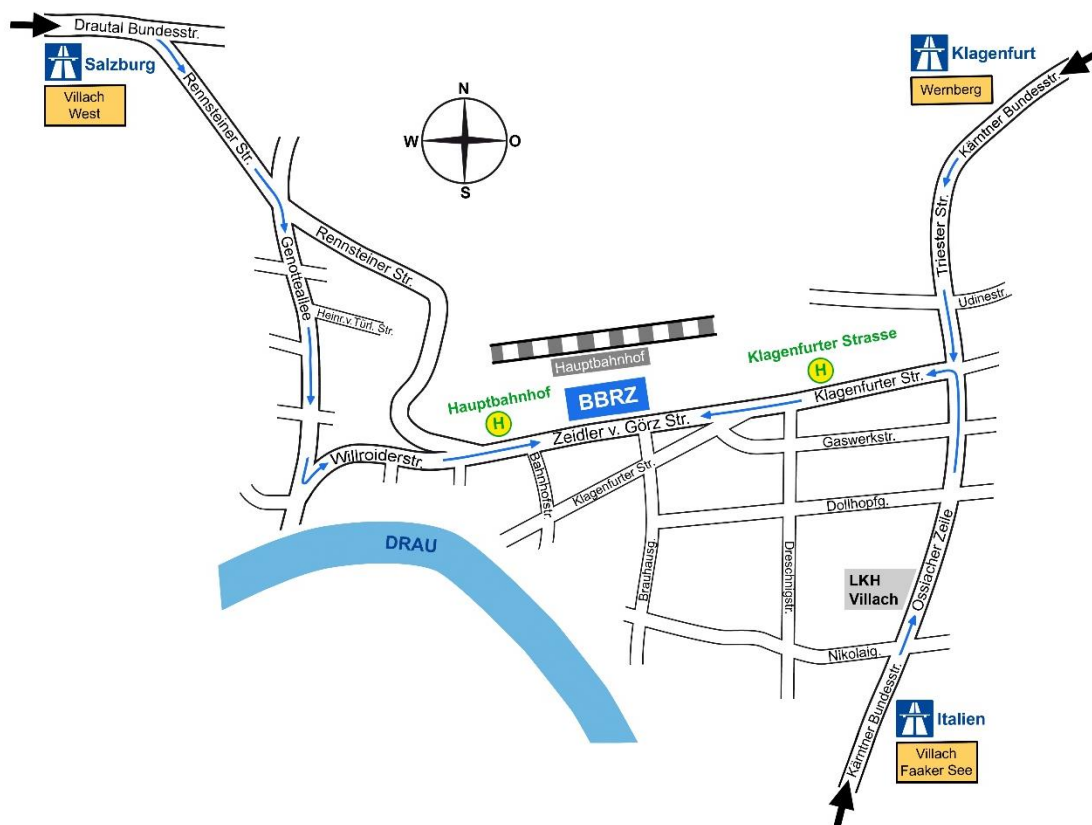 Drautal Bundesstr.
Salzburg
Villach
West
Rennsteiner Str.
N
W
O
S
Klagenfurt
Wernberg
Kärntner Bundesstr.
Triester Str.
Udinestr.
Genotteallee
Rennsteiner Str.
Heinr.v.Türl. Str.
Hauptbahnhof
Klagenfurter Strasse
H
Klagenfurter Str.
BBRZ
Hauptbahnhof
H
Zeidler v. Görz Str.
Willroiderstr.
Gaswerkstr.
Klagenfurter Str.
Bahnhofstr.
Dollhopfg.
DRAU
Brauhausg.
Dreschnigstr.
LKH
Villach
Ossiacher Zeile
Nikolaig.
Kärntner Bundesstr.
Italien
Villach
Faaker See